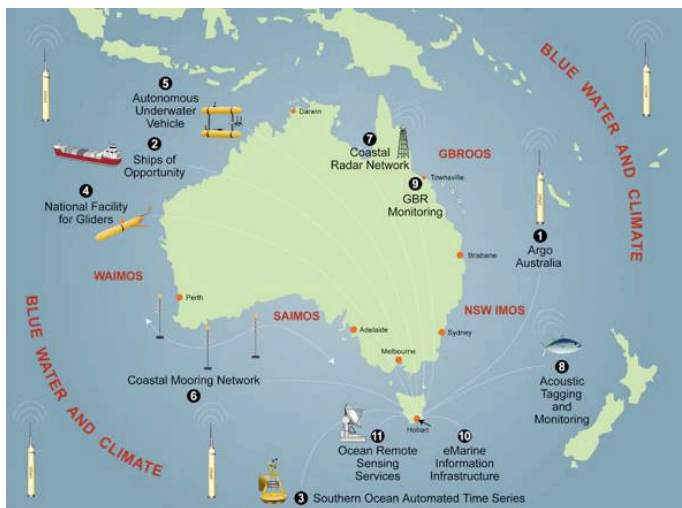 BLUE WATER AND CLIMATE
5
Autonomous
Underwater
Vehicle
Darwin
2
Ships of
Opportunity
7
Coastal
Radar Network
GBROOS
4
National Facility
for Gliders
9
GBR
Monitoring
Townsville
1
Argo
Australia
Brisbane
WAIMOS
Perth
SAIMOS
NSW IMOS
Adelaide
Sydney
Melbourne
BLUE WATER AND CLIMATE
Coastal Mooring Network
6
8
Acoustic
Tagging
and
Monitoring
Hobart
11
Ocean Remote
Sensing
Services
10
eMarine
Information
Infrastructure
3 Southern Ocean Automated Time Series